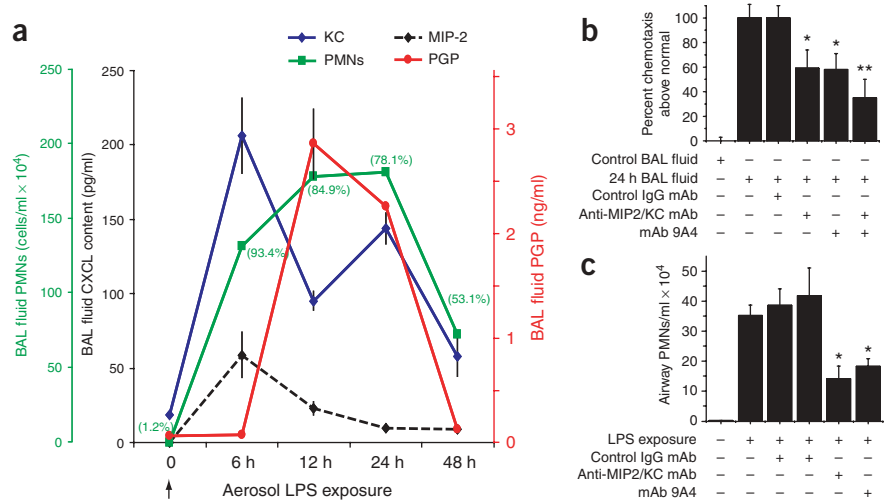 a
KC
MIP-2
PMNs
PGP
BAL fluid PMNs (cells/ml × 10⁴)
200
150
100
50
0
BAL fluid CXCL content (pg/ml)
250
200
150
100
50
0
(1.2%)
(93.4%)
(84.9%)
(78.1%)
(53.1%)
3
2
1
0
BAL fluid PGP (ng/ml)
0 6 h 12 h 24 h 48 h
Aerosol LPS exposure
b
Percent chemotaxis
above normal
100
80
60
40
20
0
* * **
Control BAL fluid + – – – – –
24 h BAL fluid – + + + + +
Control IgG mAb – – + – – –
Anti-MIP2/KC mAb – – – + – +
mAb 9A4 – – – – + +
c
Airway PMNs/ml × 10⁴
50
40
30
20
10
0
* *
LPS exposure – + + + + +
Control IgG mAb – – + + – –
Anti-MIP2/KC mAb – – – – + –
mAb 9A4 – – – – – +